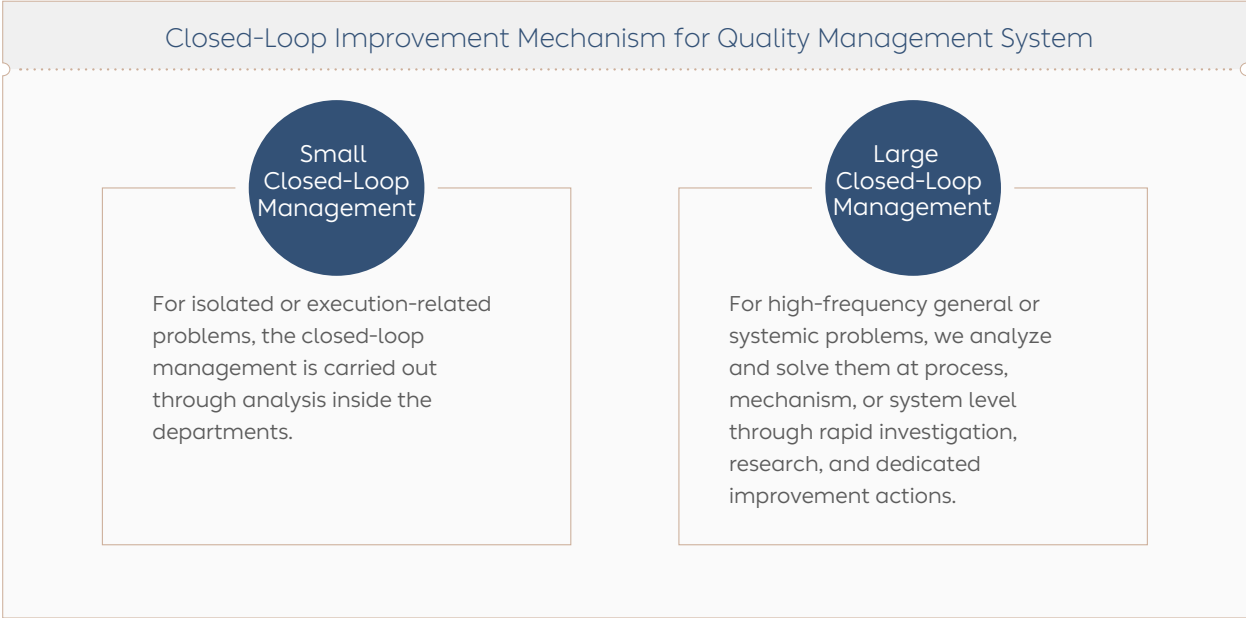 Closed-Loop Improvement Mechanism for Quality Management System
Small
Closed-Loop
Management
For isolated or execution-related
problems, the closed-loop
management is carried out
through analysis inside the
departments.
Large
Closed-Loop
Management
For high-frequency general or
systemic problems, we analyze
and solve them at process,
mechanism, or system level
through rapid investigation,
research, and dedicated
improvement actions.